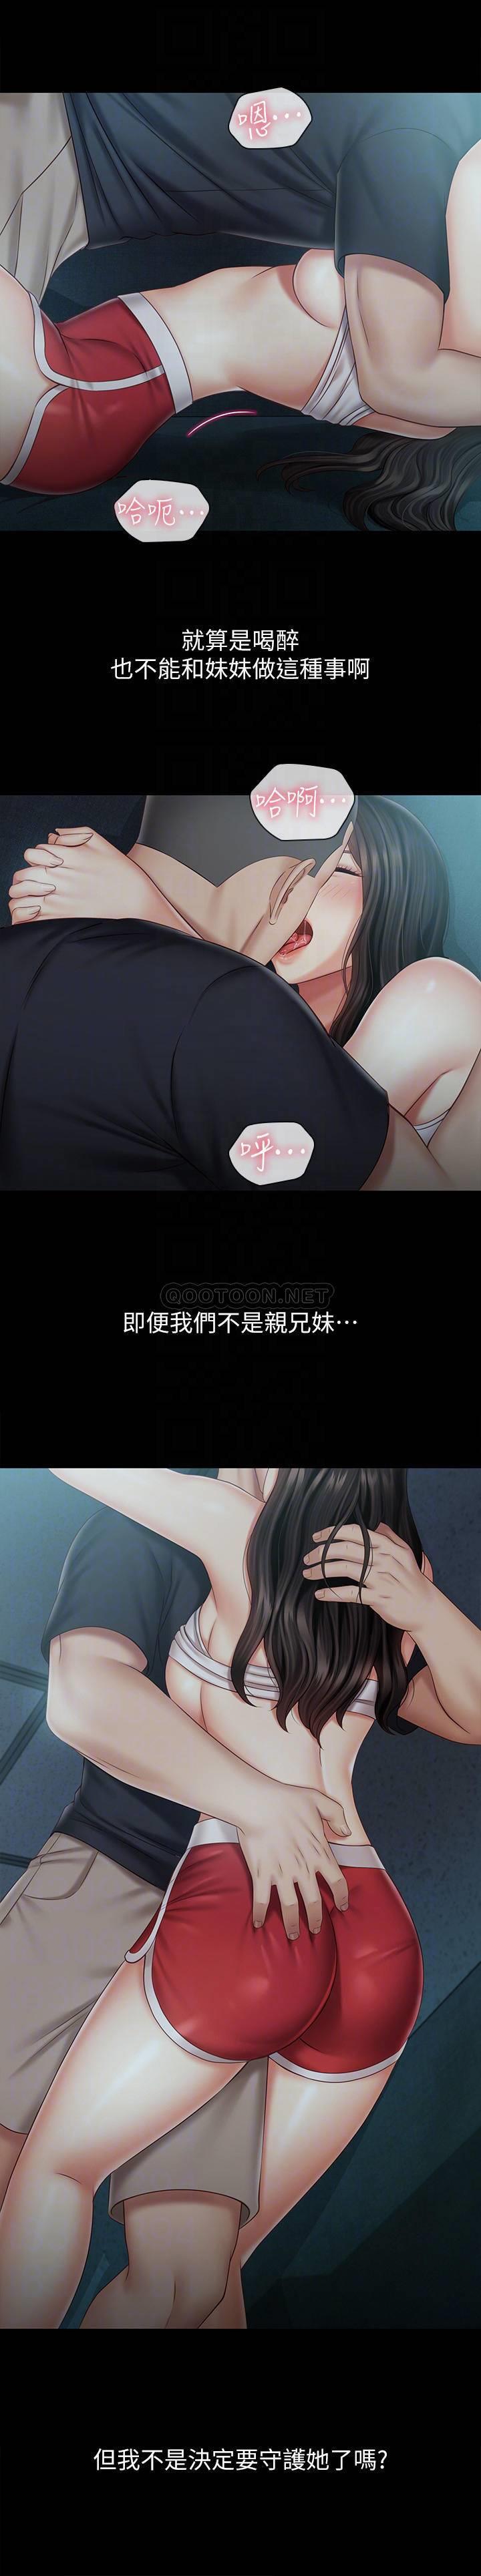 嗯⋯
哈呃⋯
就算是喝醉
也不能和妹妹做這種事啊
哈啊⋯
呼⋯
QOOTOON.NET
即便我們不是親兄妹⋯
但我不是決定要守護她了嗎?